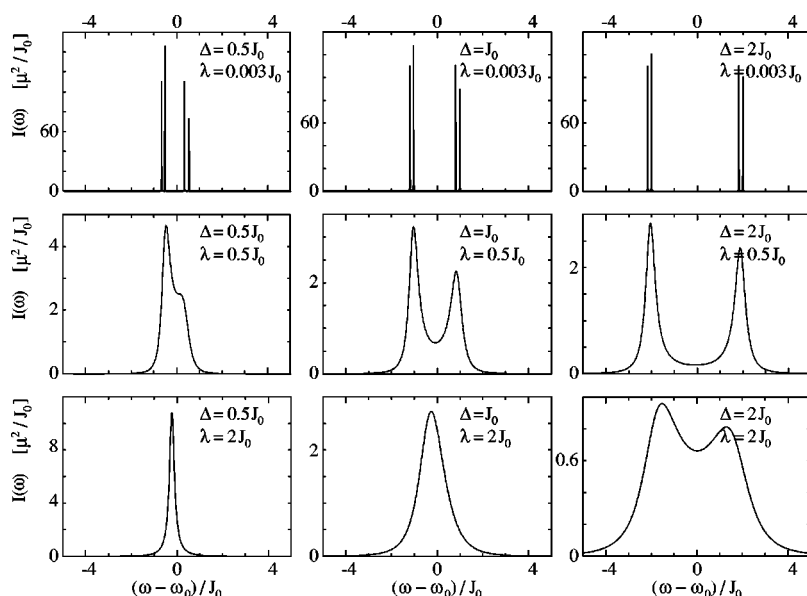 -4 0 4 -4 0 4 -4 0 4
I(ω) [μ²/J₀] 60 0 Δ = 0.5J₀
λ = 0.003J₀
60 0 Δ = J₀
λ = 0.003J₀
60 0 Δ = 2J₀
λ = 0.003J₀
I(ω) [μ²/J₀] 4 2 0 Δ = 0.5J₀
λ = 0.5J₀
2 0 Δ = J₀
λ = 0.5J₀
2 0 Δ = 2J₀
λ = 0.5J₀
I(ω) [μ²/J₀] 8 4 0 Δ = 0.5J₀
λ = 2J₀
2 0 Δ = J₀
λ = 2J₀
0.6 0 Δ = 2J₀
λ = 2J₀
-4 0 4 -4 0 4 -4 0 4
(ω − ω₀)/J₀ (ω − ω₀)/J₀ (ω − ω₀)/J₀